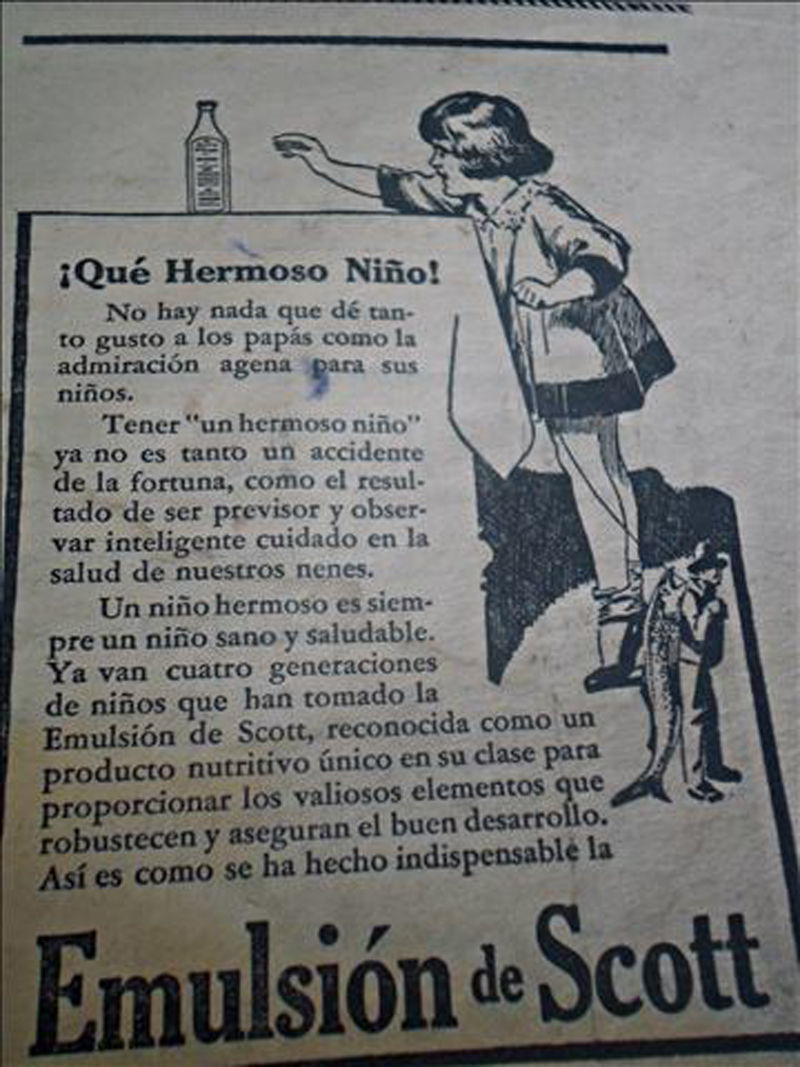 ¡Qué Hermoso Niño!
No hay nada que dé tan-
to gusto a los papás como la
admiración agena para sus
niños.
Tener "un hermoso niño"
ya no es tanto un accidente
de la fortuna, como el resul-
tado de ser previsor y obser-
var inteligente cuidado en la
salud de nuestros nenes.
Un niño hermoso es siem-
pre un niño sano y saludable.
Ya van cuatro generaciones
de niños que han tomado la
Emulsión de Scott, reconocida como un
producto nutritivo único en su clase para
proporcionar los valiosos elementos que
robustecen y aseguran el buen desarrollo.
Así es como se ha hecho indispensable la
Emulsión de Scott